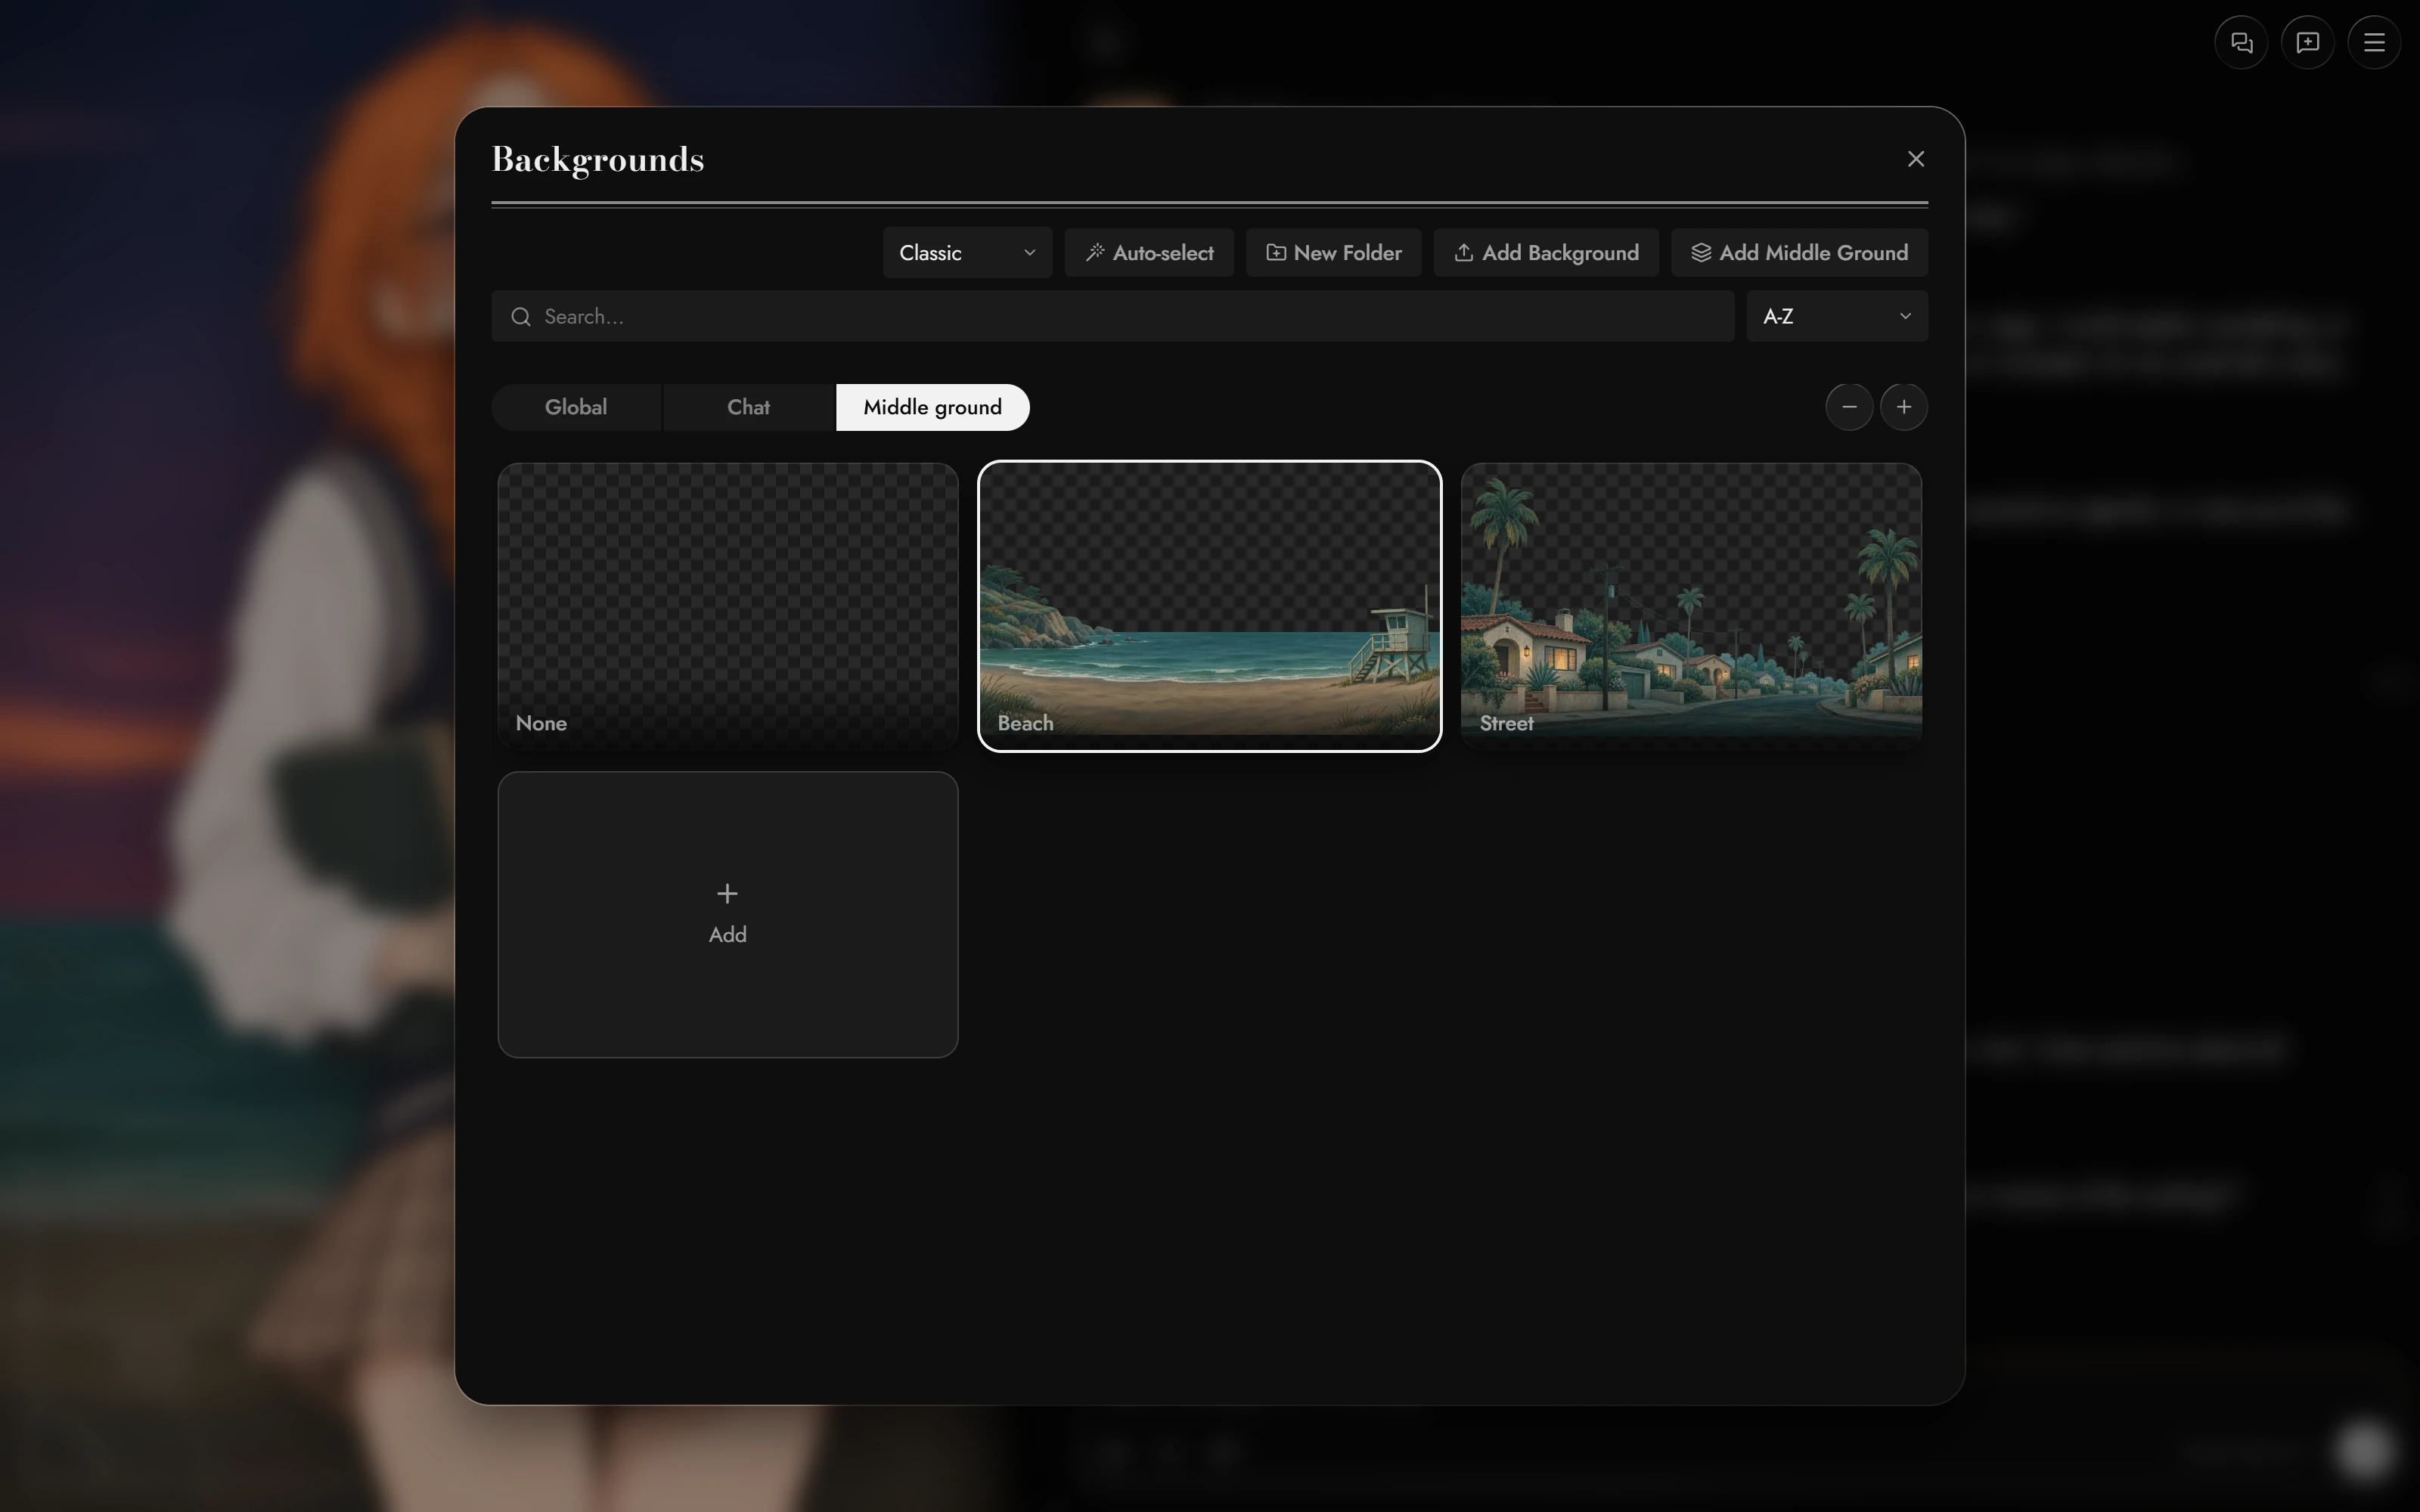 Backgrounds
Classic
Auto-select
New Folder
Add Background
Add Middle Ground
Search...
A-Z
Global
Chat
Middle ground
None
Beach
Street
Add